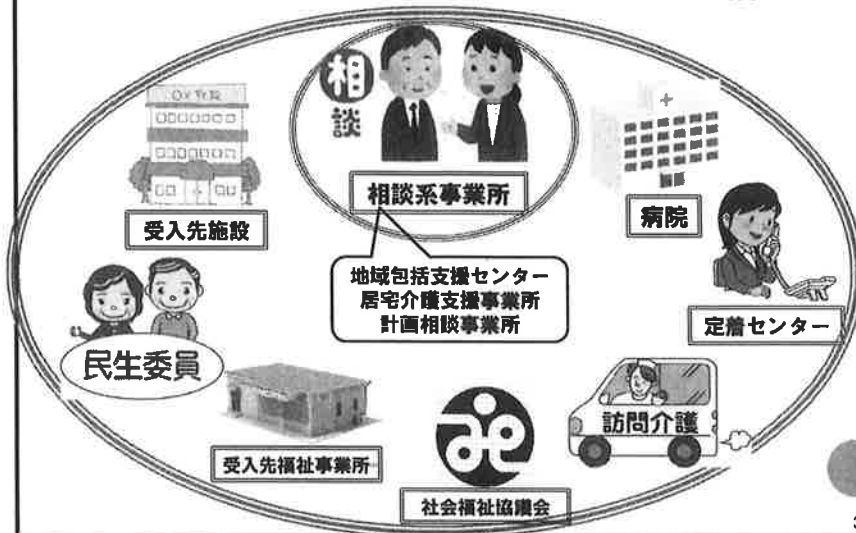 相
談
相談系事業所
受入先施設
病院
地域包括支援センター
居宅介護支援事業所
計画相談事業所
定着センター
民生委員
訪問介護
受入先福祉事業所
社会福祉協議会